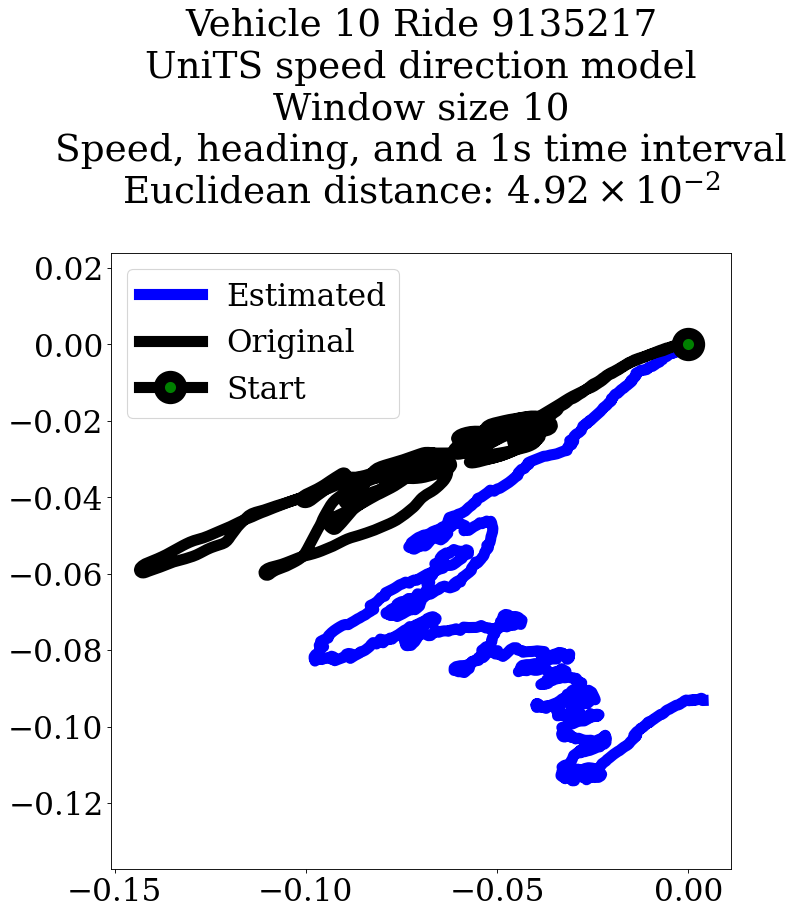 Vehicle 10 Ride 9135217
UniTS speed direction model
Window size 10
Speed, heading, and a 1s time interval
Euclidean distance: 4.92 × 10⁻²
0.02
Estimated
0.00
Original
Start
−0.02
−0.04
−0.06
−0.08
−0.10
−0.12
−0.15
−0.10
−0.05
0.00